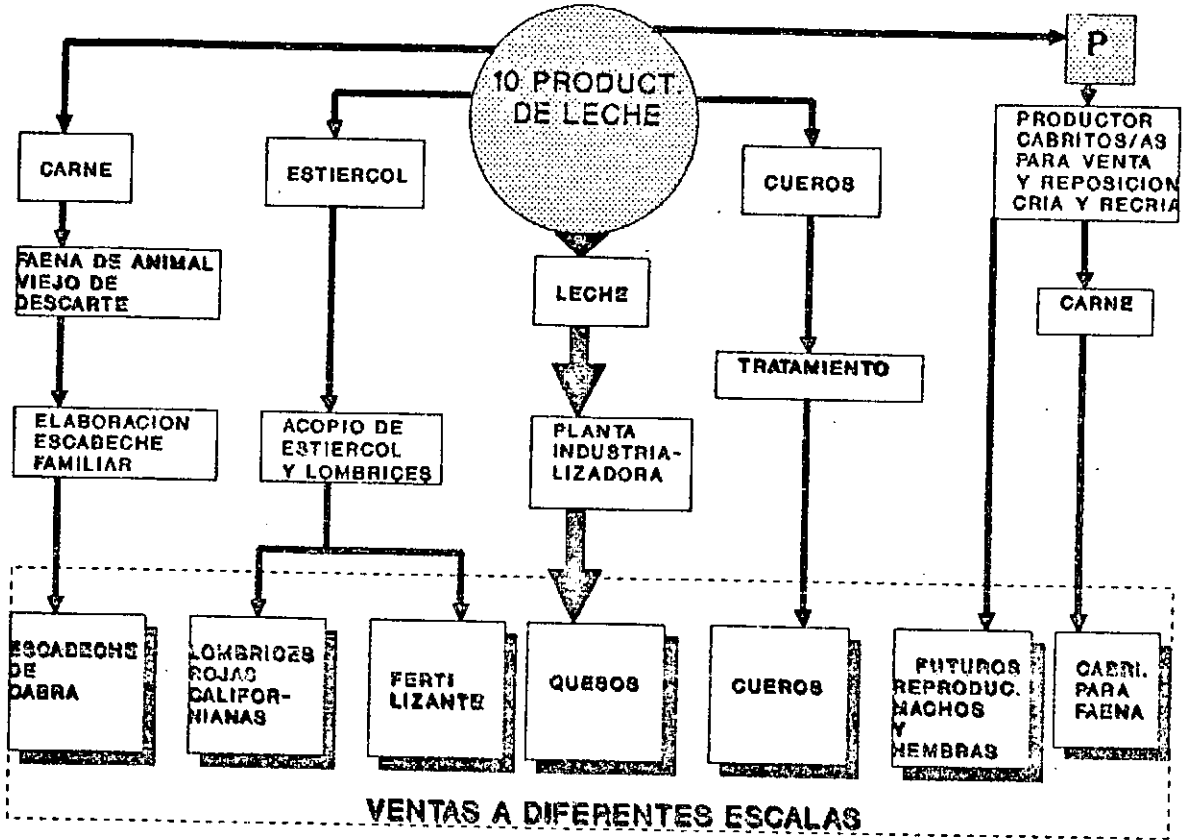 10 PRODUCT.
DE LECHE
P
CARNE
ESTIERCOL
CUEROS
PRODUCTOR
CABRITOS/AS
PARA VENTA
Y REPOSICION
CRIA Y RECRIA
FAENA DE ANIMAL
VIEJO DE
DESCARTE
LECHE
CARNE
TRATAMIENTO
ELABORACION
ESCADECHE
FAMILIAR
ACOPIO DE
ESTIERCOL
Y LOMBRICES
PLANTA
INDUSTRIA-
LIZADORA
ESCADECHE
DE
CABRA
LOMBRICES
ROJAS
CALIFOR-
NIANAS
FERTI
LIZANTE
QUESOS
CUEROS
FUTUROS
REPRODUC.
MACHOS
Y
HEMBRAS
CABRI.
PARA
FAENA
VENTAS A DIFERENTES ESCALAS